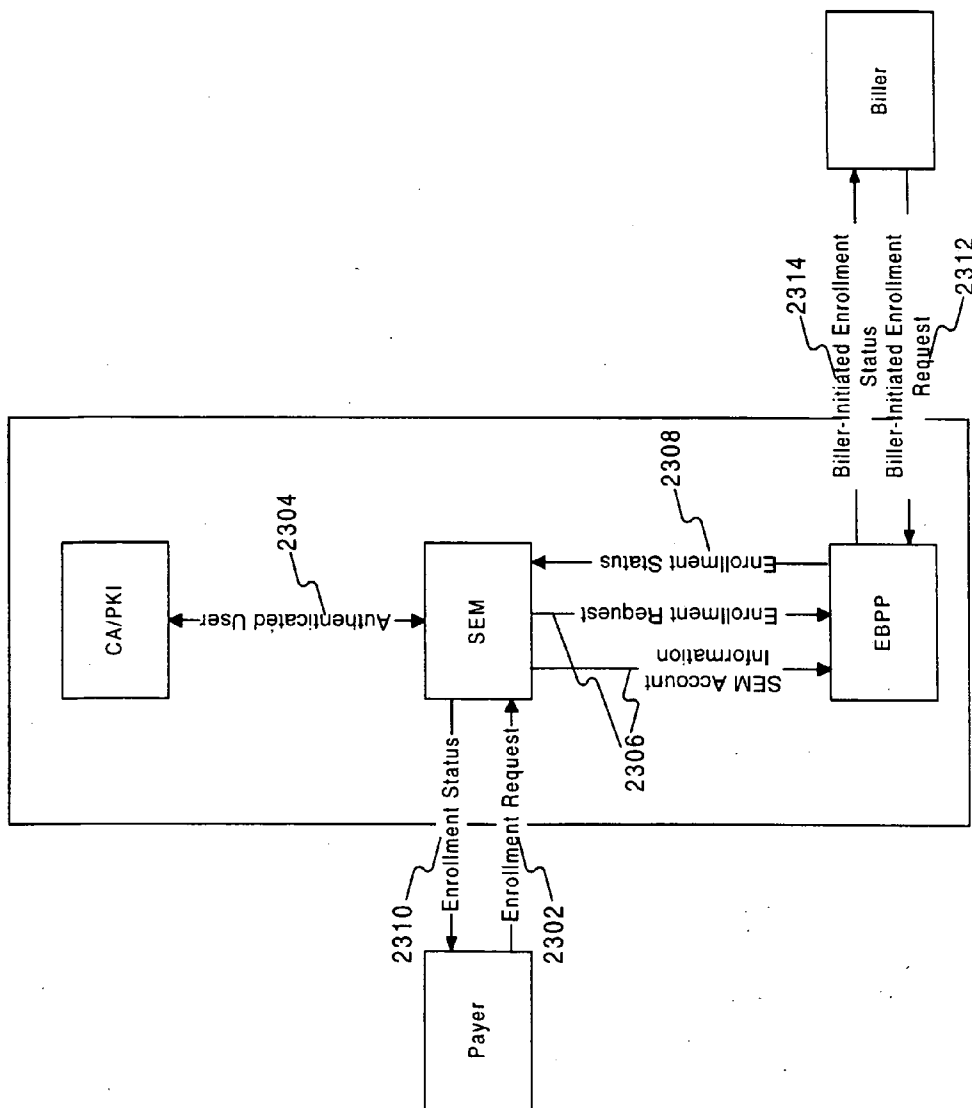 CA/PKI
2304
Authenticated User
SEM
Enrollment Status
2310
Enrollment Request
2302
Payer
SEM Account
Information
Enrollment Request
2306
Enrollment Status
2308
EBPP
Biller-Initiated Enrollment
Status
2314
Biller-Initiated Enrollment
Request
2312
Biller